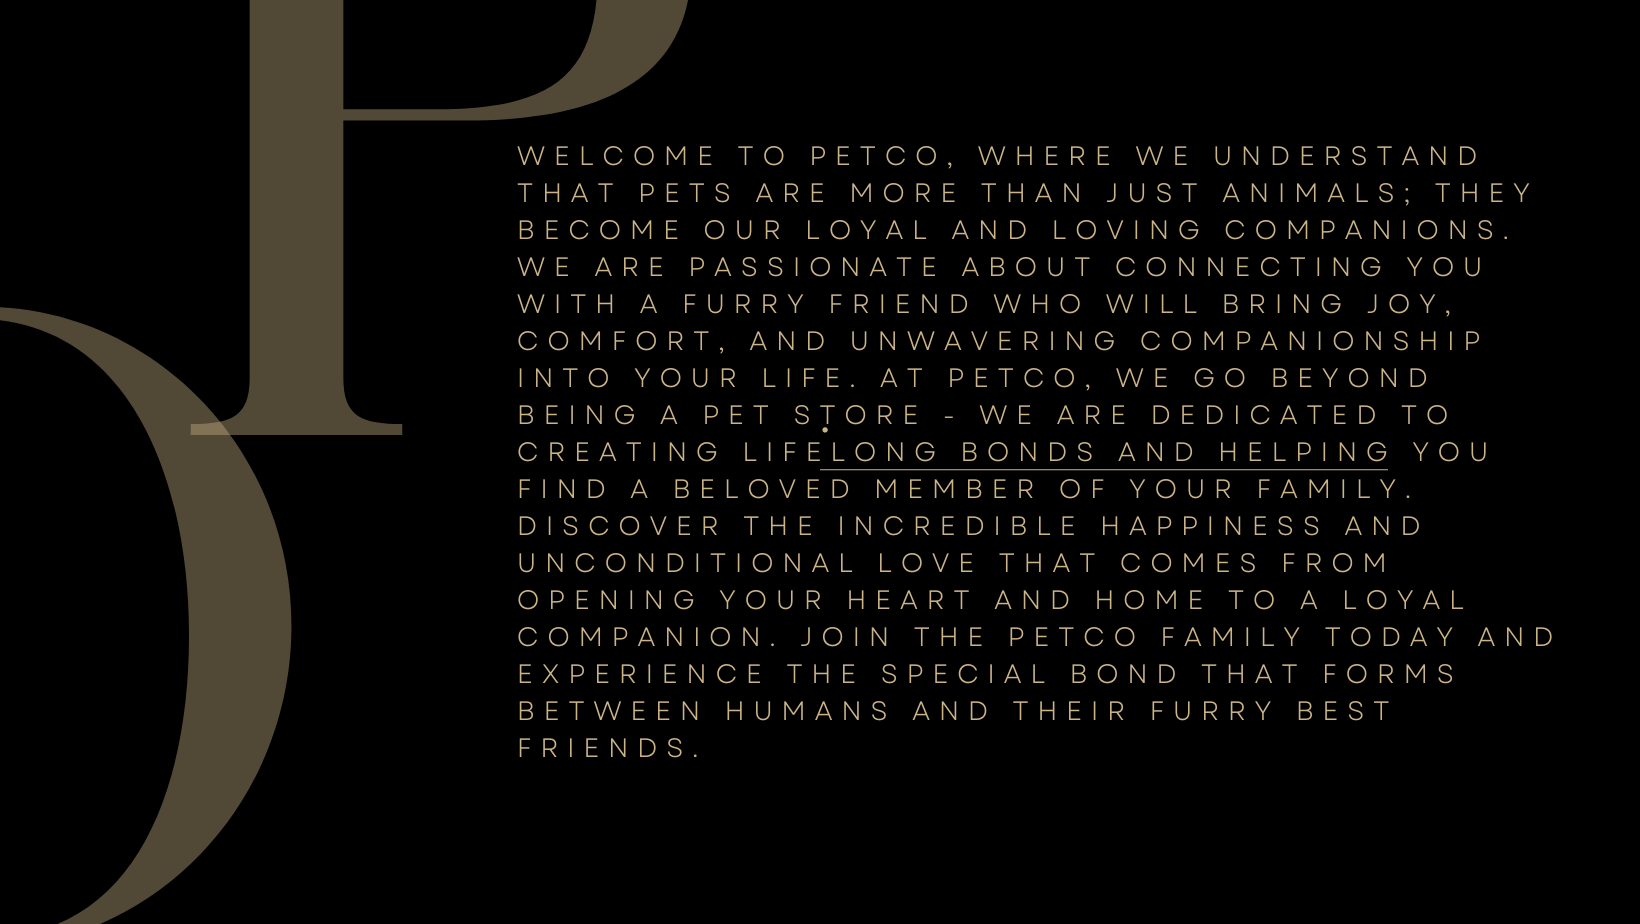 P
WELCOME TO PETCO, WHERE WE UNDERSTAND
THAT PETS ARE MORE THAN JUST ANIMALS; THEY
BECOME OUR LOYAL AND LOVING COMPANIONS.
WE ARE PASSIONATE ABOUT CONNECTING YOU
WITH A FURRY FRIEND WHO WILL BRING JOY,
COMFORT, AND UNWAVERING COMPANIONSHIP
INTO YOUR LIFE. AT PETCO, WE GO BEYOND
BEING A PET STORE - WE ARE DEDICATED TO
CREATING LIFELONG BONDS AND HELPING YOU
FIND A BELOVED MEMBER OF YOUR FAMILY.
DISCOVER THE INCREDIBLE HAPPINESS AND
UNCONDITIONAL LOVE THAT COMES FROM
OPENING YOUR HEART AND HOME TO A LOYAL
COMPANION. JOIN THE PETCO FAMILY TODAY AND
EXPERIENCE THE SPECIAL BOND THAT FORMS
BETWEEN HUMANS AND THEIR FURRY BEST
FRIENDS.